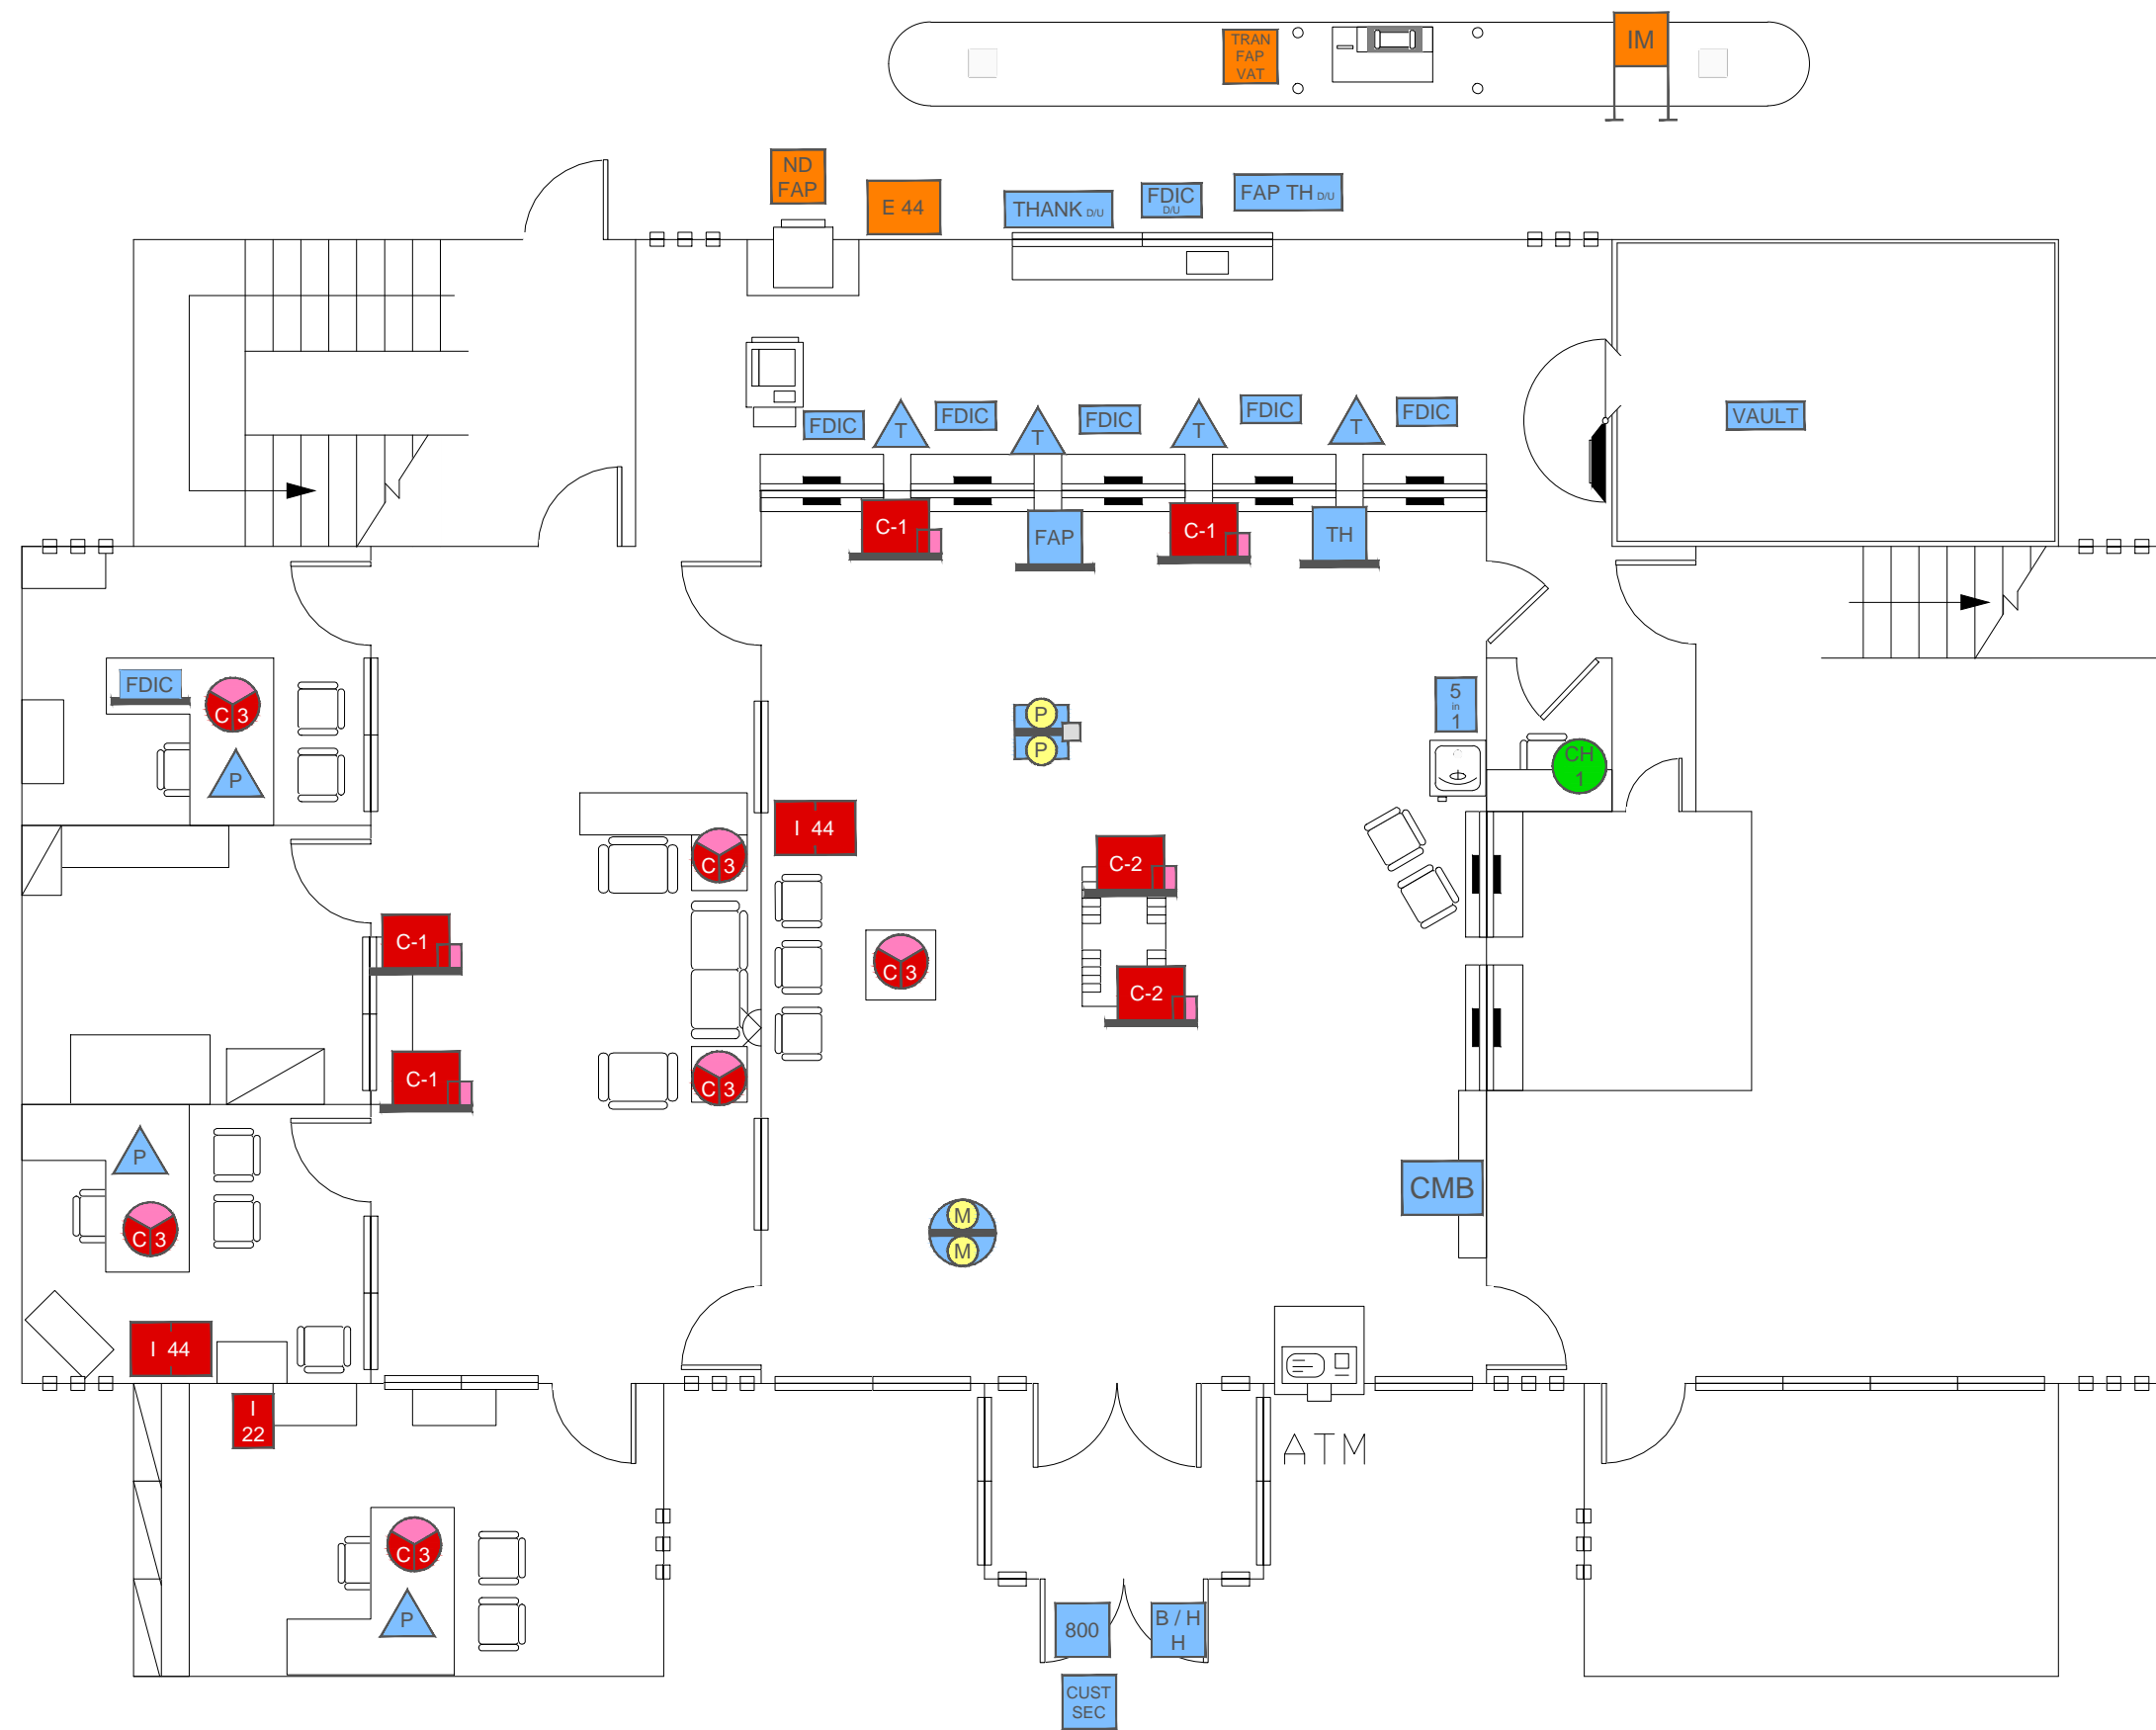 TRAN
FAP
VAT
IM
ND
FAP
E 44
THANK D/U
FDIC
D/U
FAP TH D/U
FDIC
T
FDIC
T
FDIC
T
FDIC
T
FDIC
VAULT
C-1
FAP
C-1
TH
FDIC
C 3
P
P
P
5
in
1
CH
1
I 44
C 3
C-2
C-1
C 3
C-2
C-1
C 3
P
C 3
CMB
M
M
I 44
I
22
ATM
C 3
P
800
B / H
H
CUST
SEC